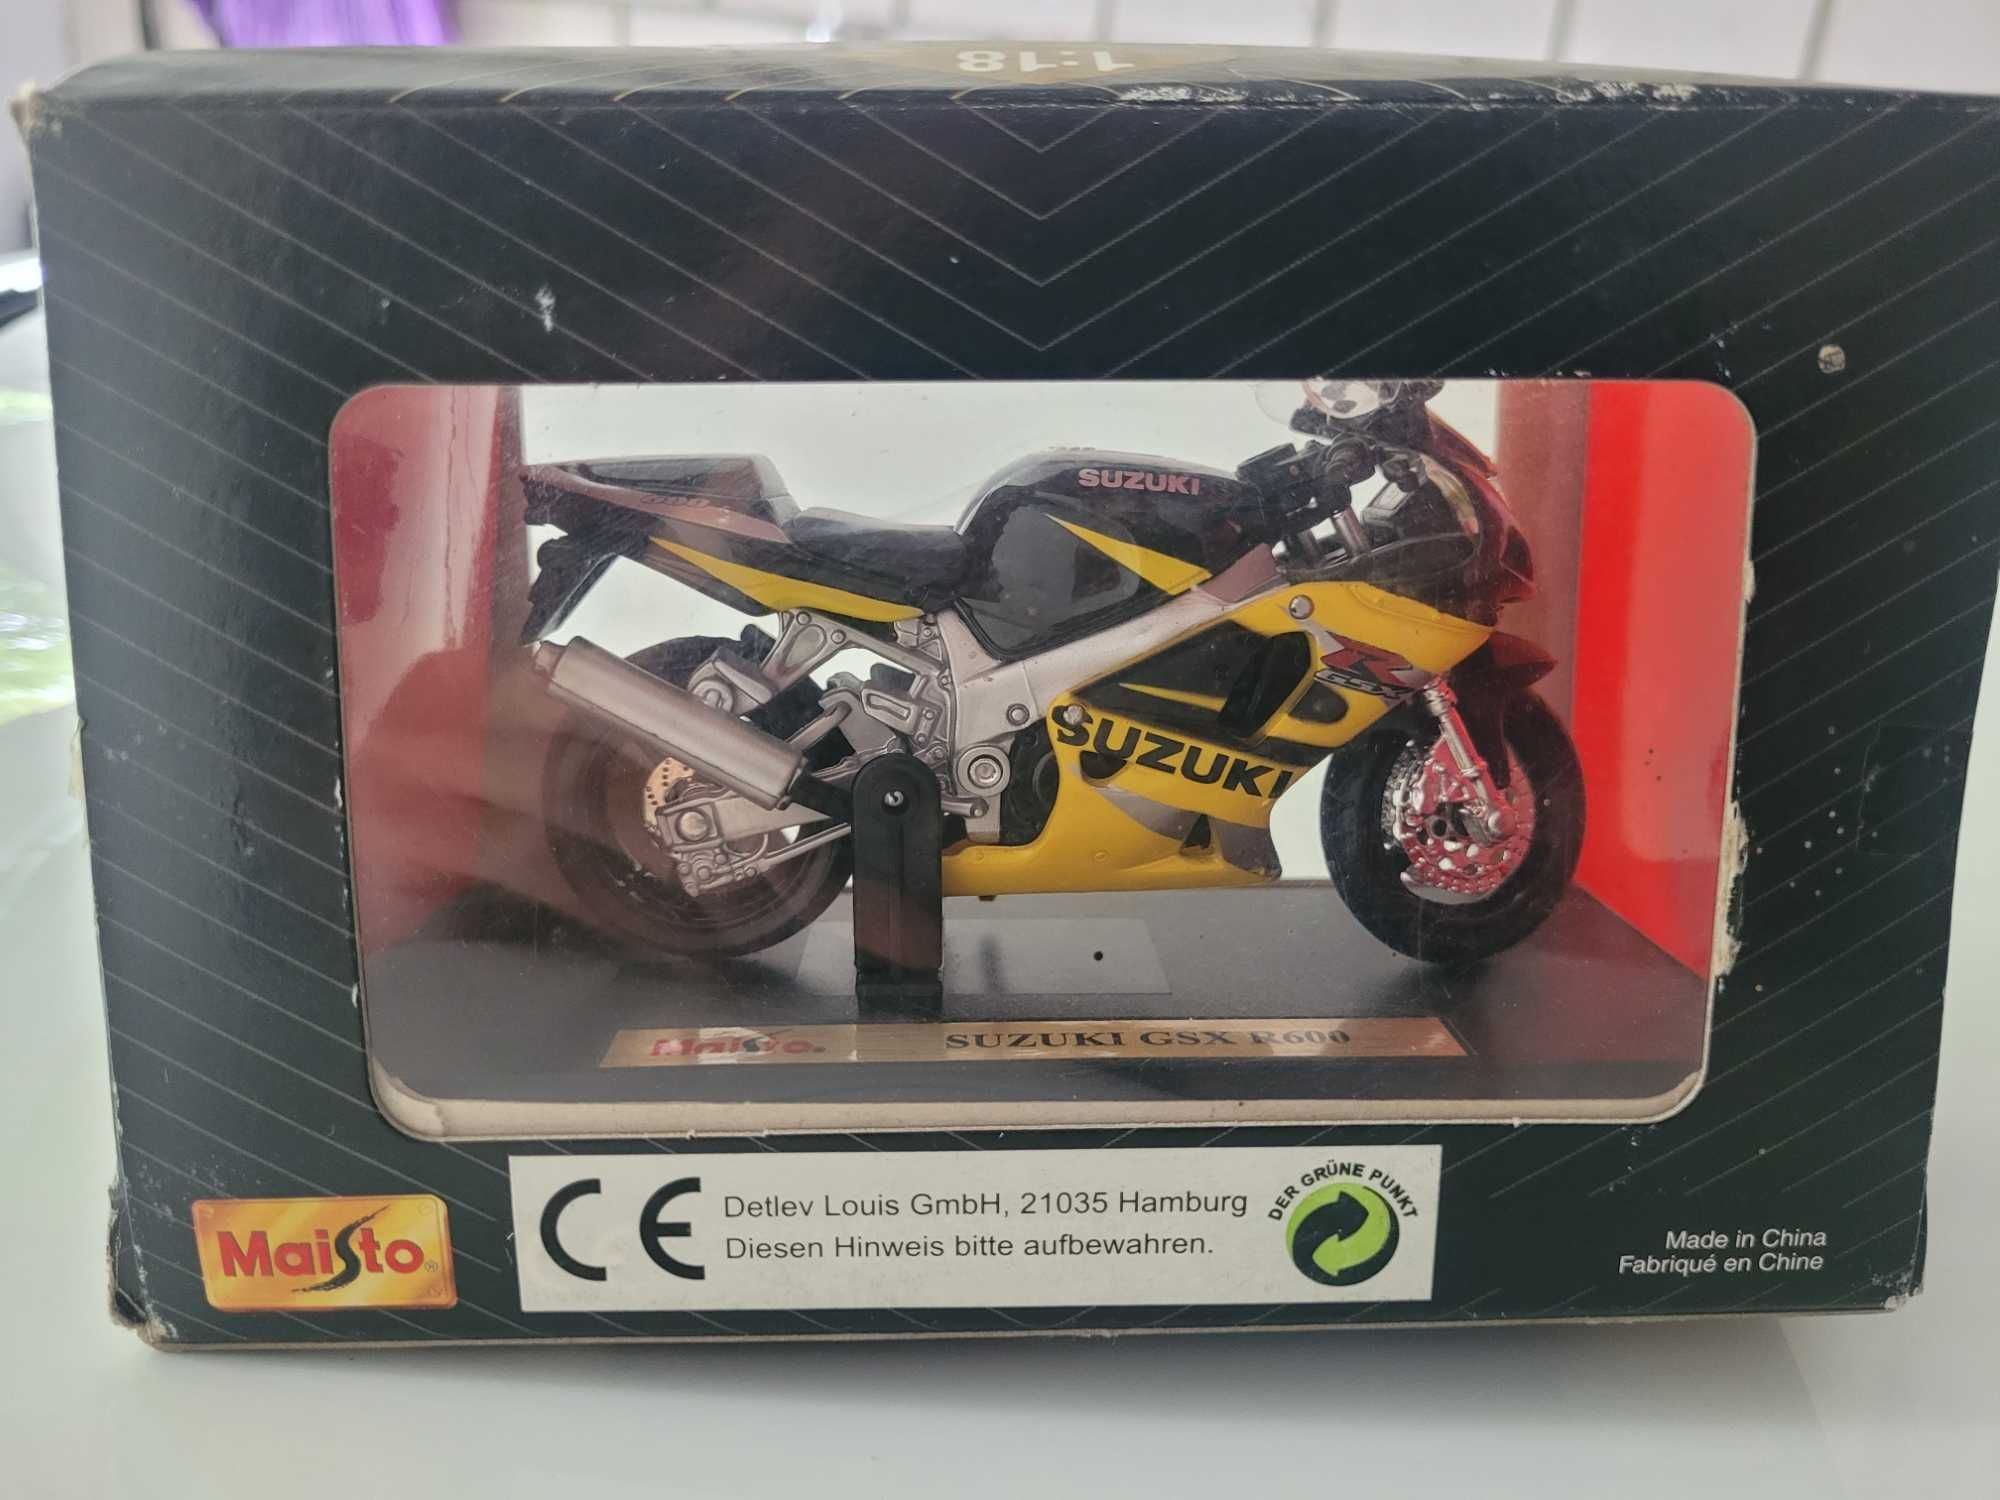 1:18
SUZUKI
R
GSX
SUZUKI
Maisto® SUZUKI GSX R600
CE Detlev Louis GmbH, 21035 Hamburg
Diesen Hinweis bitte aufbewahren.
DER GRÜNE PUNKT
Maisto®
Made in China
Fabriqué en Chine